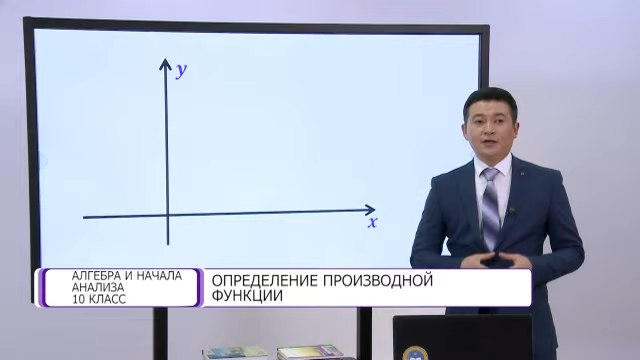 y
x
АЛГЕБРА И НАЧАЛА
АНАЛИЗА
10 КЛАСС
ОПРЕДЕЛЕНИЕ ПРОИЗВОДНОЙ
ФУНКЦИИ